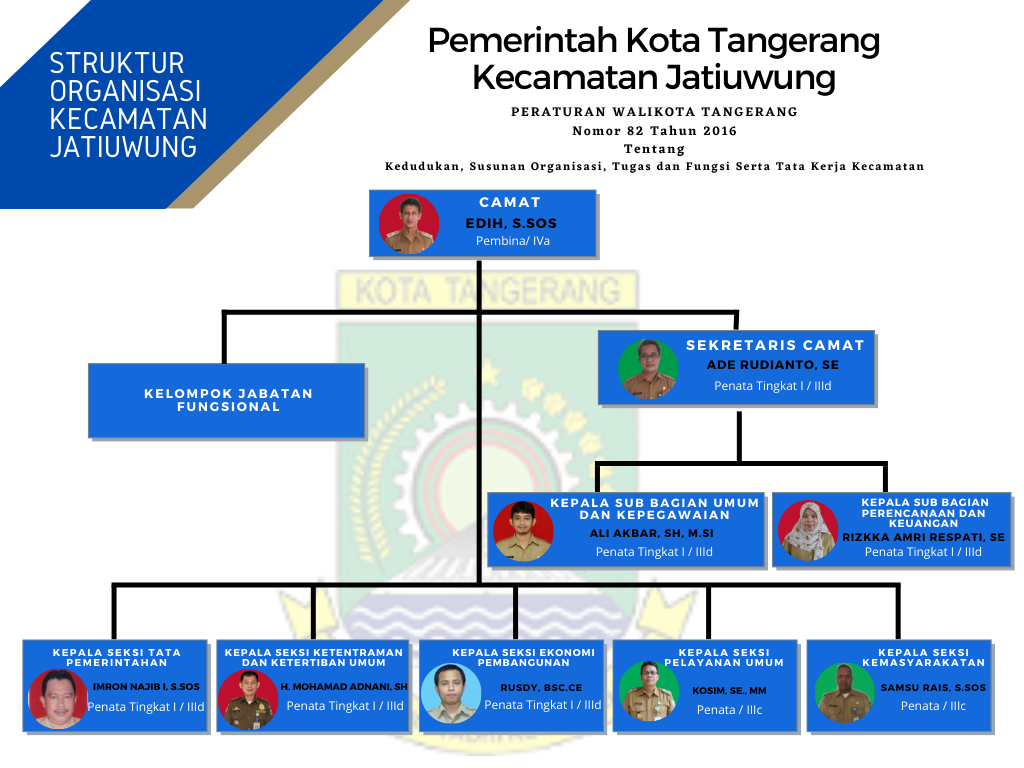 STRUKTUR
ORGANISASI
KECAMATAN
JATIUWUNG
Pemerintah Kota Tangerang
Kecamatan Jatiuwung
PERATURAN WALIKOTA TANGERANG
Nomor 82 Tahun 2016
Tentang
Kedudukan, Susunan Organisasi, Tugas dan Fungsi Serta Tata Kerja Kecamatan
CAMAT
EDIH, S.SOS
Pembina/ IVa
KOTA TANGERANG
SEKRETARIS CAMAT
ADE RUDIANTO, SE
Penata Tingkat I / IIId
KELOMPOK JABATAN
FUNGSIONAL
KEPALA SUB BAGIAN UMUM
DAN KEPEGAWAIAN
ALI AKBAR, SH, M.SI
Penata Tingkat I / IIId
KEPALA SUB BAGIAN
PERENCANAAN DAN
KEUANGAN
RIZKKA AMRI RESPATI, SE
Penata Tingkat I / IIId
KEPALA SEKSI TATA
PEMERINTAHAN
IMRON NAJIB I, S.SOS
Penata Tingkat I / IIId
KEPALA SEKSI KETENTRAMAN
DAN KETERTIBAN UMUM
H. MOHAMAD ADNANI, SH
Penata Tingkat I / IIId
KEPALA SEKSI EKONOMI
PEMBANGUNAN
RUSDY, BSC.CE
Penata Tingkat I / IIId
KEPALA SEKSI
PELAYANAN UMUM
KOSIM, SE., MM
Penata / IIIc
KEPALA SEKSI
KEMASYARAKATAN
SAMSU RAIS, S.SOS
Penata / IIIc